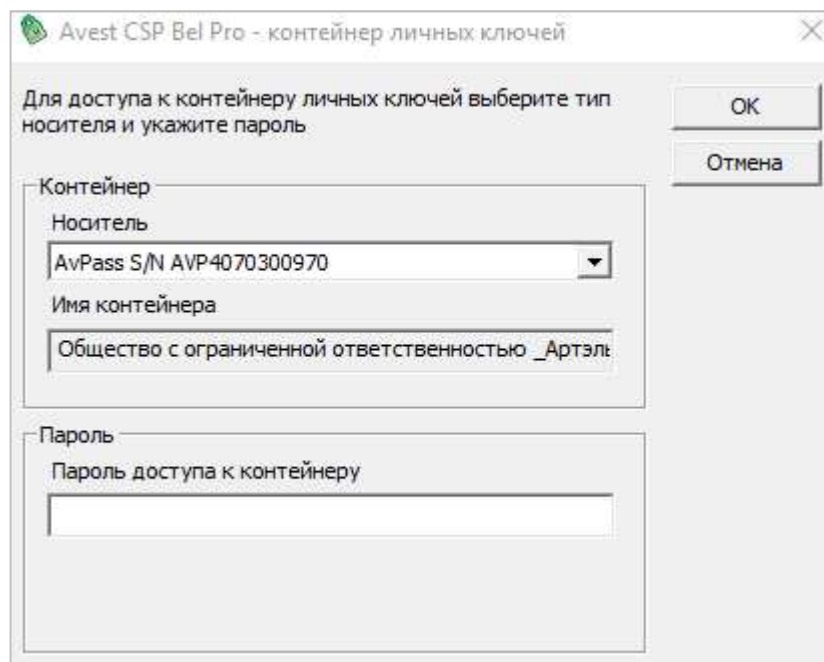 Avest CSP Bel Pro - контейнер личных ключей
Для доступа к контейнеру личных ключей выберите тип
носителя и укажите пароль
OK
Отмена
Контейнер
Носитель
AvPass S/N AVP4070300970
Имя контейнера
Общество с ограниченной ответственностью _Артэль
Пароль
Пароль доступа к контейнеру